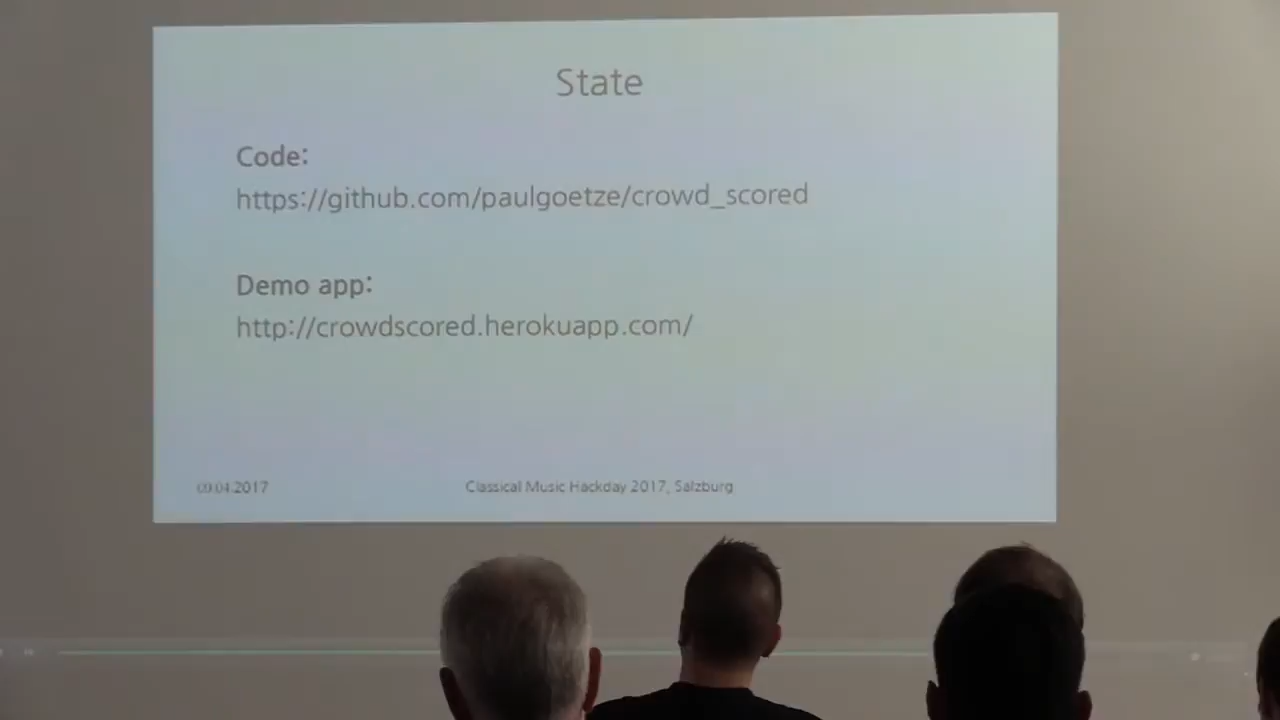 State
Code:
https://github.com/paulgoetze/crowd_scored
Demo app:
http://crowdscored.herokuapp.com/
09.04.2017
Classical Music Hackday 2017, Salzburg